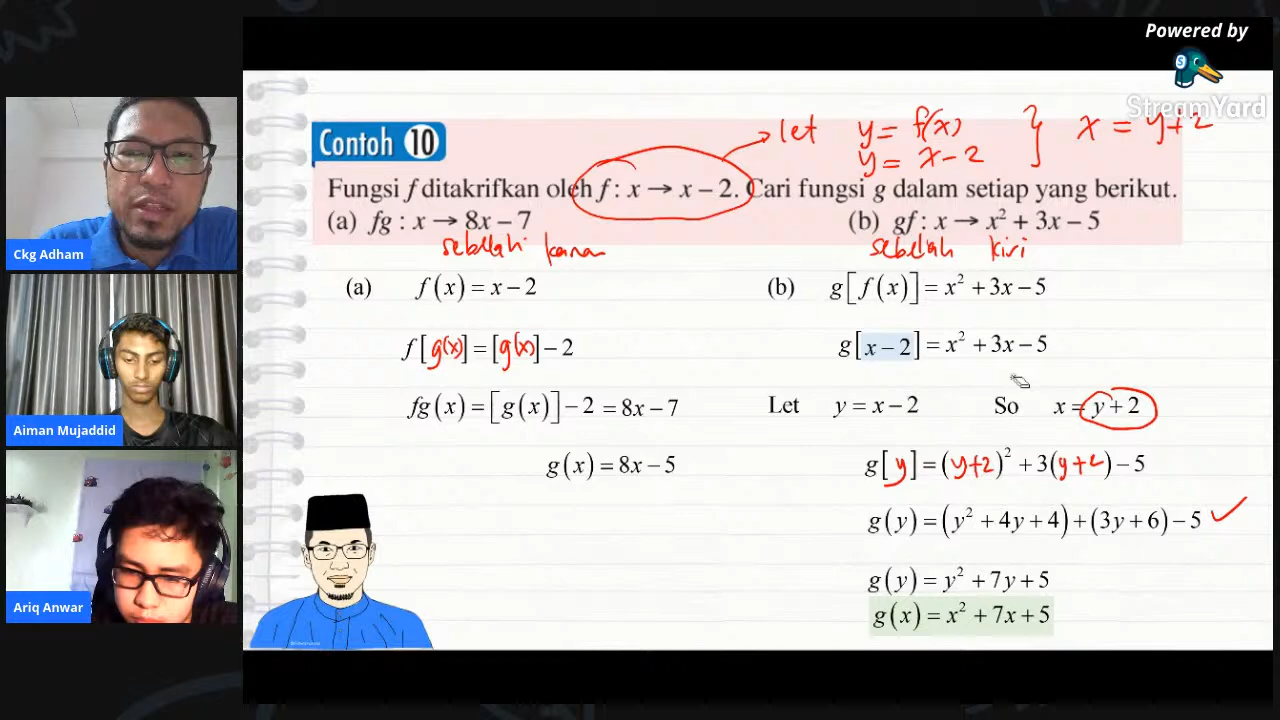 Powered by
StreamYard
Ckg Adham
Aiman Mujaddid
Ariq Anwar
let y = f(x) } x = y+2
y = x-2
Contoh 10
Fungsi f ditakrifkan oleh f : x → x − 2. Cari fungsi g dalam setiap yang berikut.
(a) fg : x → 8x − 7 (b) gf : x → x² + 3x − 5
sebelah kanan sebelah kiri
(a) f(x) = x − 2
f[g(x)] = [g(x)] − 2
fg(x) = [g(x)] − 2 = 8x − 7
g(x) = 8x − 5
(b) g[f(x)] = x² + 3x − 5
g[x − 2] = x² + 3x − 5
Let y = x − 2 So x = y + 2
g[y] = (y+2)² + 3(y+2) − 5
g(y) = (y² + 4y + 4) + (3y + 6) − 5 ✓
g(y) = y² + 7y + 5
g(x) = x² + 7x + 5